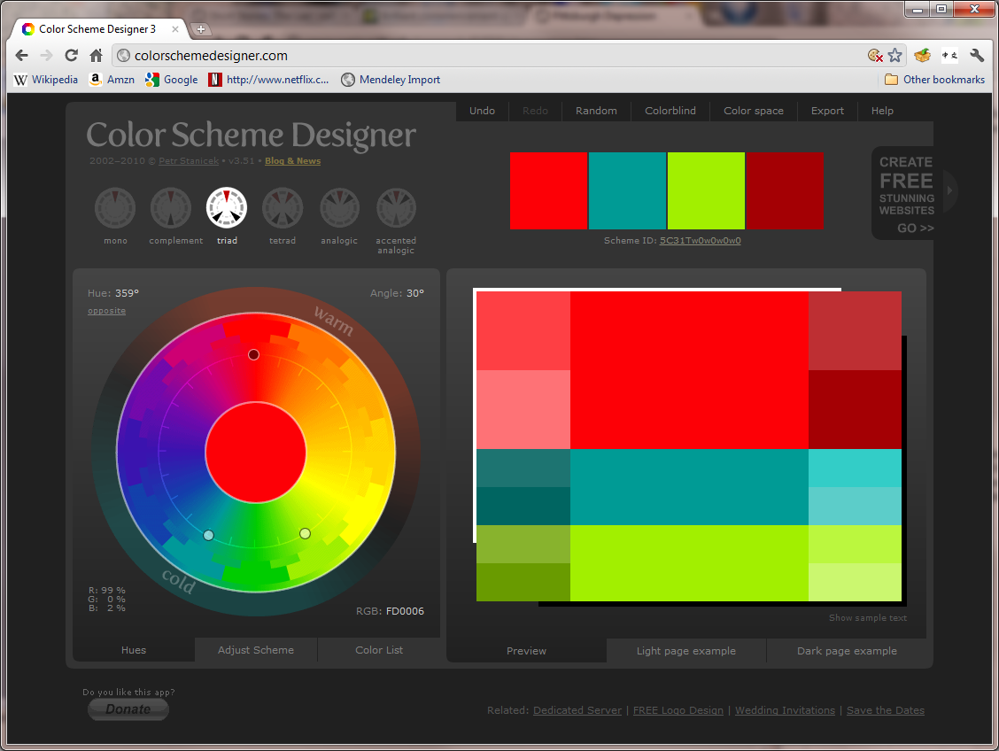 Color Scheme Designer 3
colorschemedesigner.com
Wikipedia
Amzn
Google
http://www.netflix.c...
Mendeley Import
Other bookmarks
Undo
Redo
Random
Colorblind
Color space
Export
Help
Color Scheme Designer
2002–2010 © Petr Stanicek • v3.51 • Blog & News
mono
complement
triad
tetrad
analogic
accented
analogic
Scheme ID: 5C31Tw0w0w0w0
CREATE
FREE
STUNNING
WEBSITES
GO >>
Hue: 359°
Angle: 30°
opposite
warm
cold
R: 99 %
G: 0 %
B: 2 %
RGB: FD0006
Show sample text
Hues
Adjust Scheme
Color List
Preview
Light page example
Dark page example
Do you like this app?
Donate
Related: Dedicated Server | FREE Logo Design | Wedding Invitations | Save the Dates